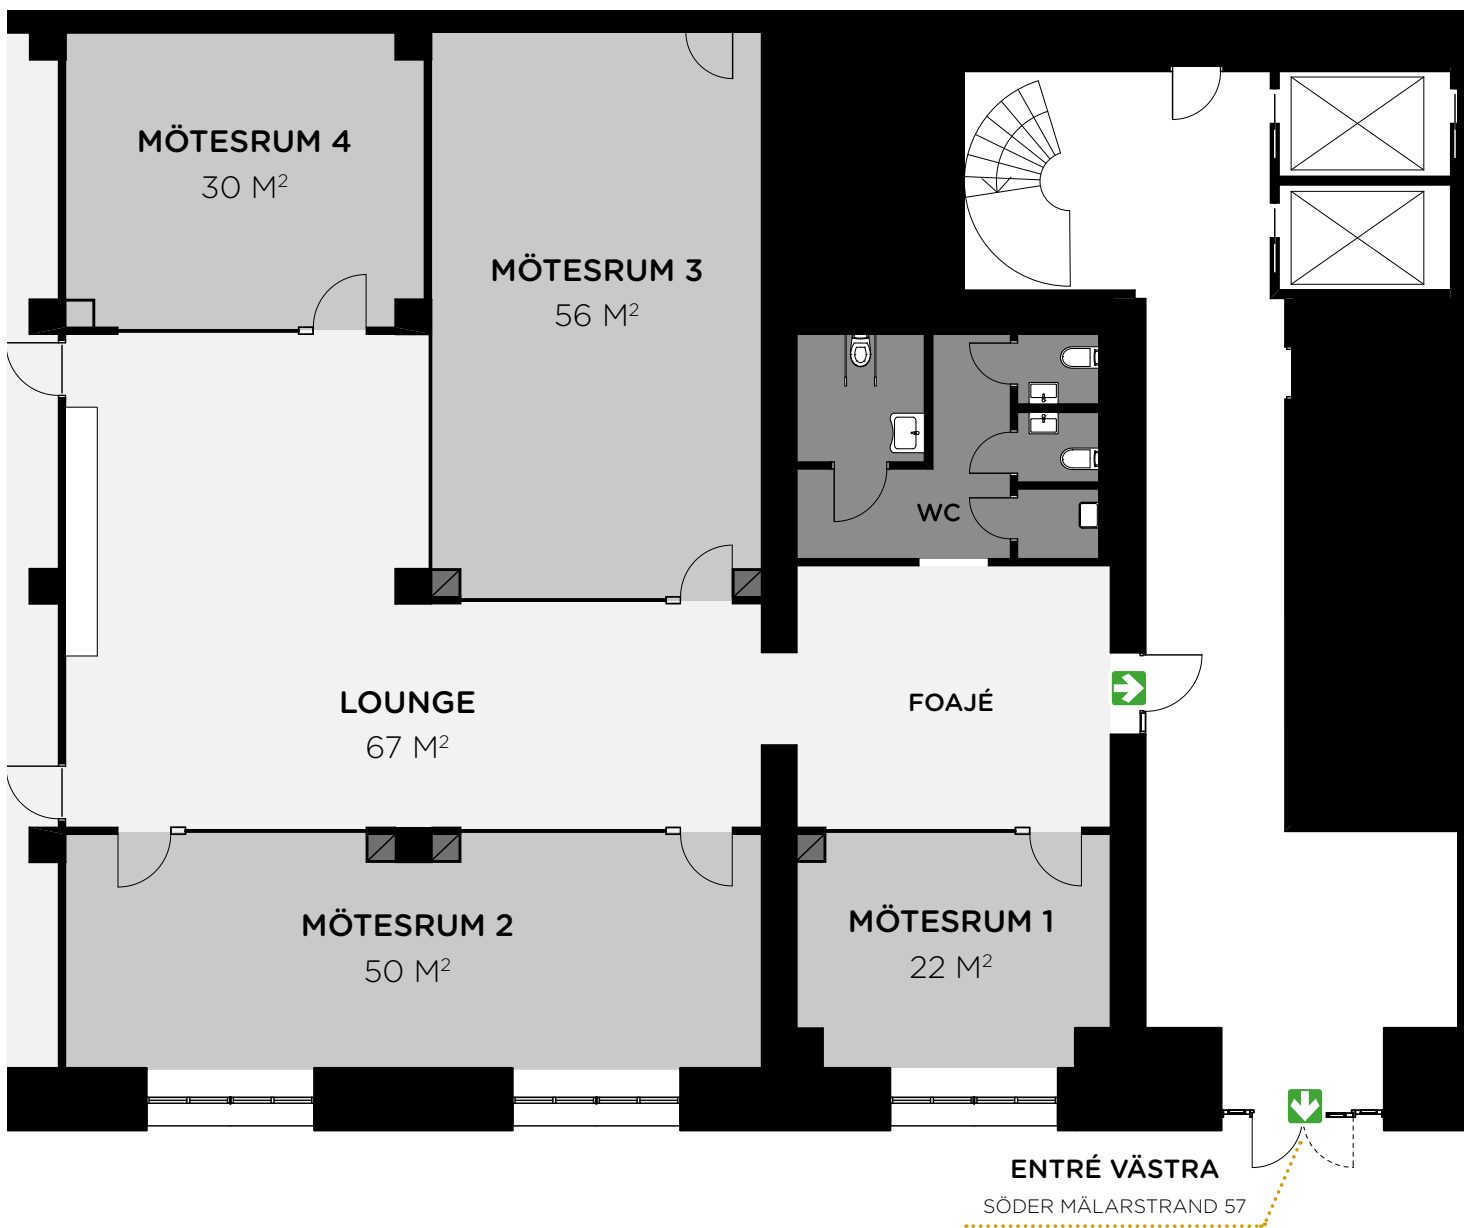 MÖTESRUM 4
30 M²
MÖTESRUM 3
56 M²
WC
LOUNGE
67 M²
FOAJÉ
MÖTESRUM 2
50 M²
MÖTESRUM 1
22 M²
ENTRÉ VÄSTRA
SÖDER MÄLARSTRAND 57